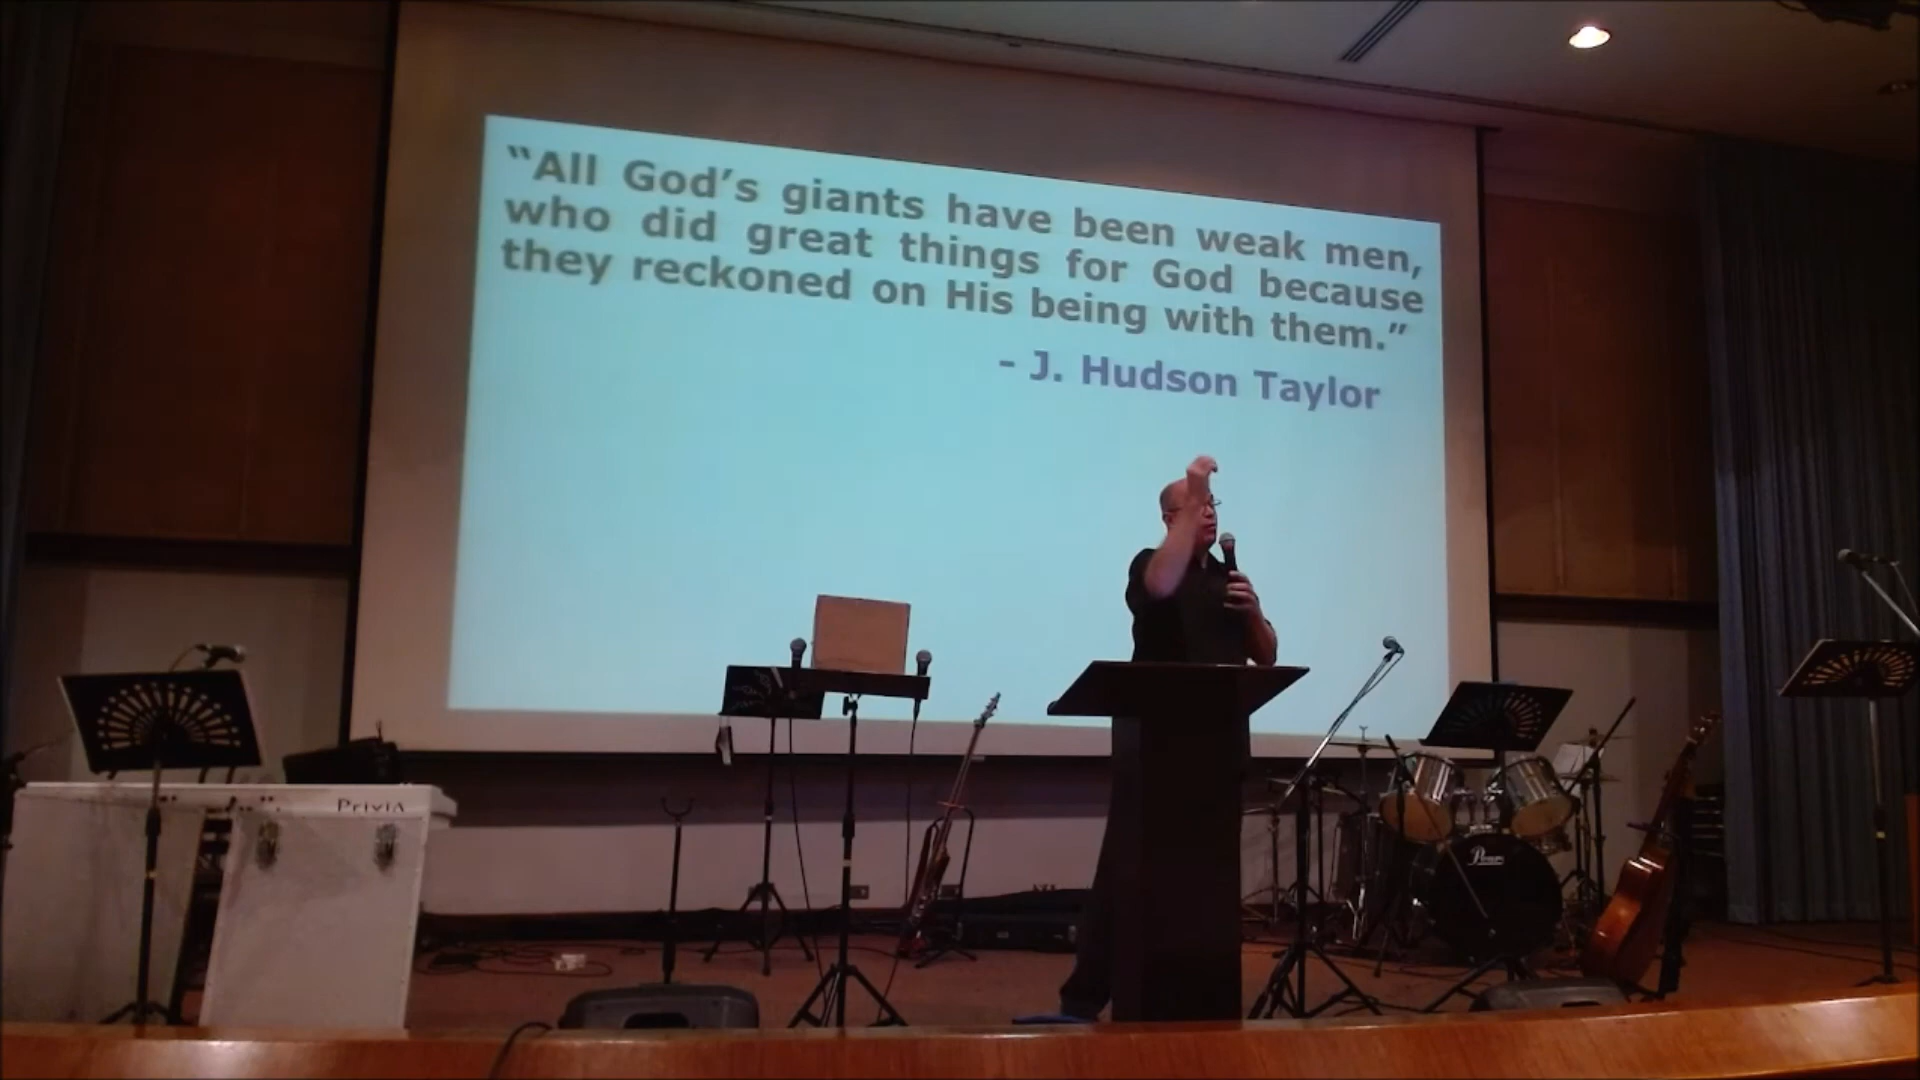 “All God’s giants have been weak men,
who did great things for God because
they reckoned on His being with them.”
- J. Hudson Taylor
Privia
Pearl